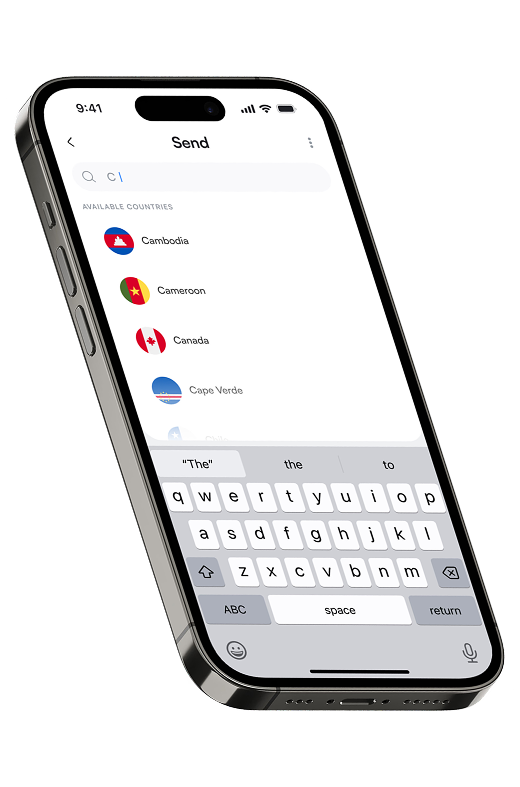 9:41
Send
C
AVAILABLE COUNTRIES
Cambodia
Cameroon
Canada
Cape Verde
"The" the to
q w e r t y u i o p
a s d f g h j k l
z x c v b n m
ABC space return